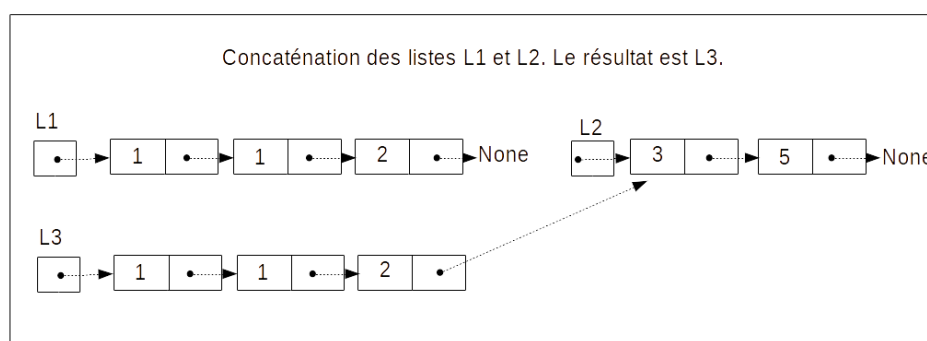 Concaténation des listes L1 et L2. Le résultat est L3.
L1
1 1 2 None
L2
3 5 None
L3
1 1 2